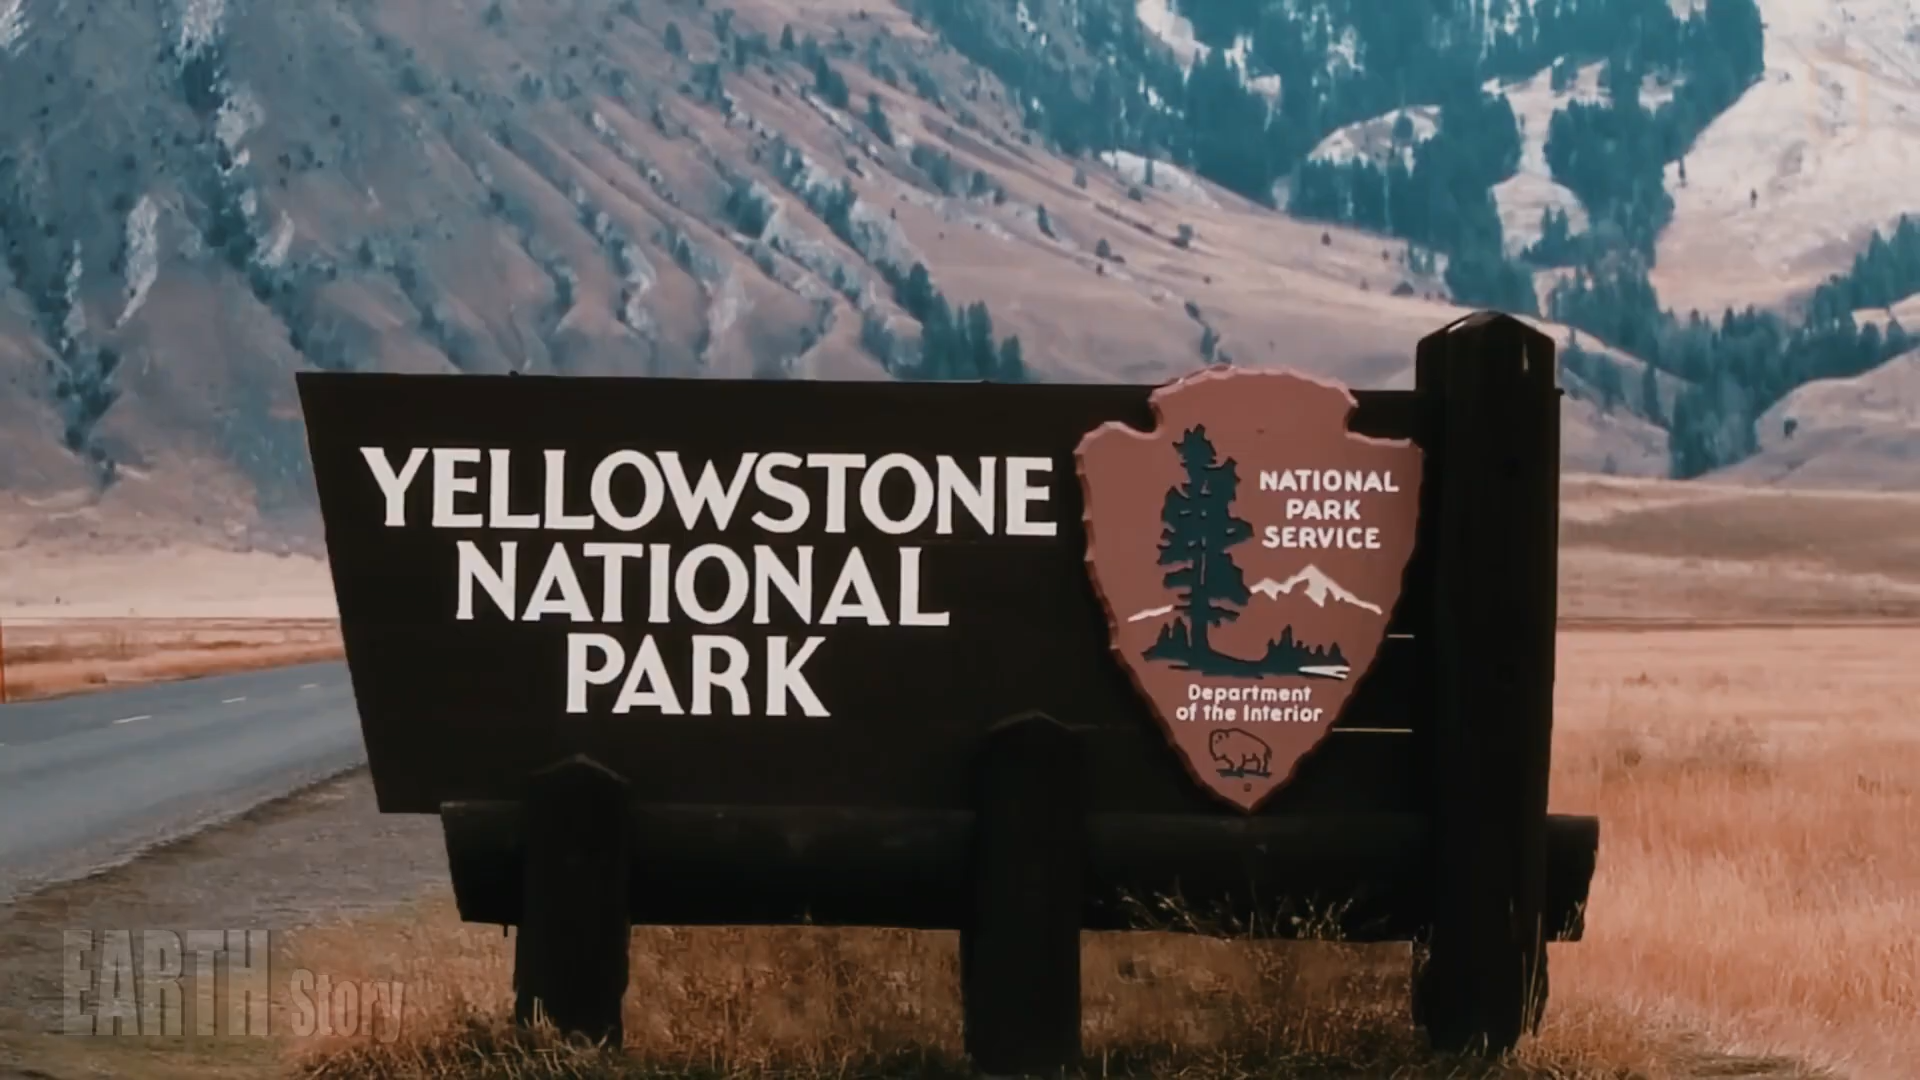 YELLOWSTONE
NATIONAL
PARK
NATIONAL
PARK
SERVICE
Department
of the Interior
EARTH Story